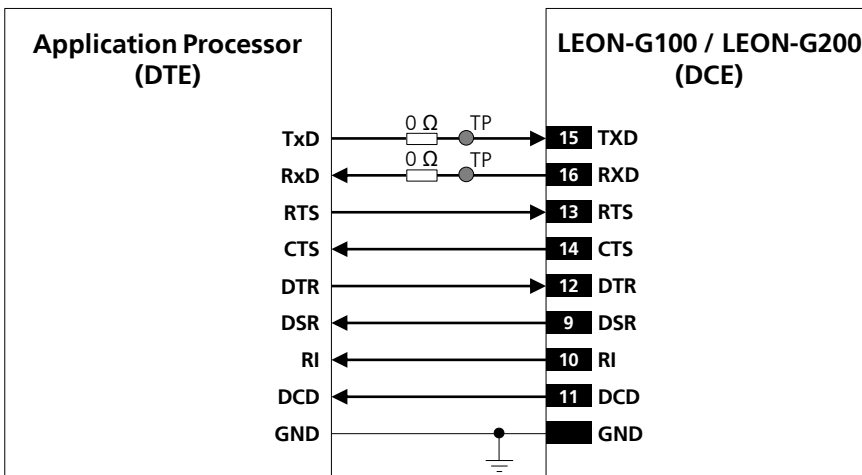 Application Processor
(DTE)
LEON-G100 / LEON-G200
(DCE)
TxD 0 Ω TP 15 TXD
RxD 0 Ω TP 16 RXD
RTS 13 RTS
CTS 14 CTS
DTR 12 DTR
DSR 9 DSR
RI 10 RI
DCD 11 DCD
GND GND